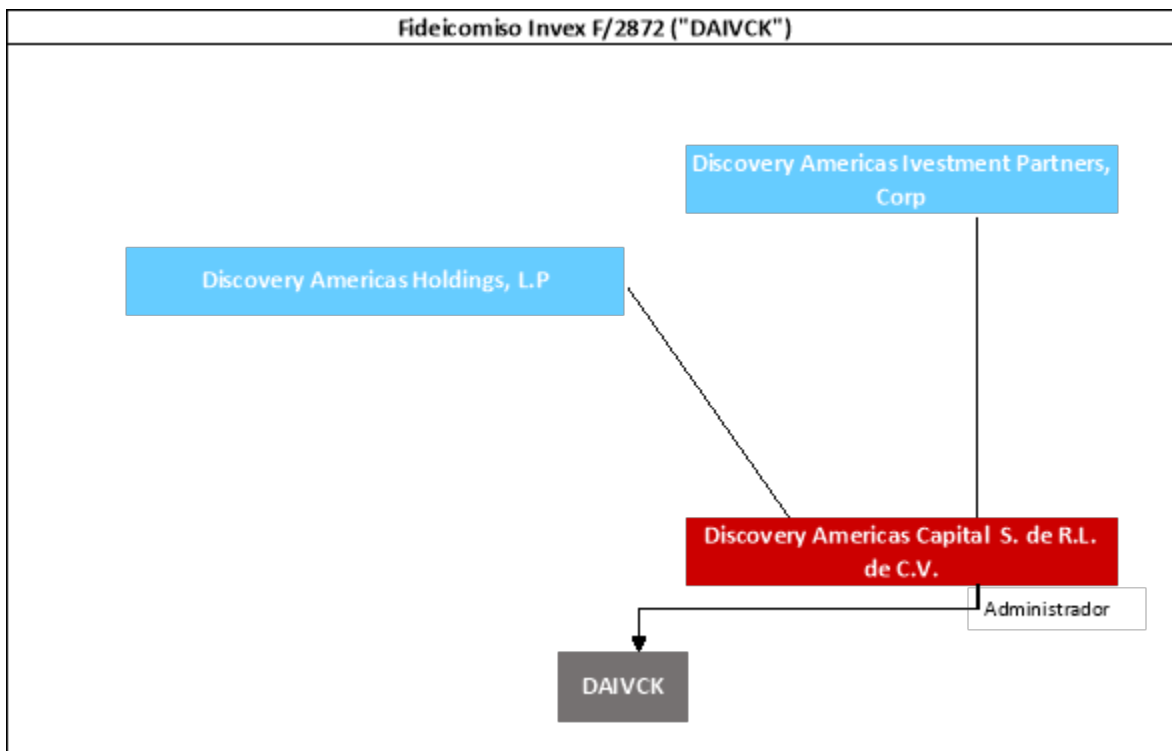 Fideicomiso Invex F/2872 ("DAIVCK")
Discovery Americas Ivestment Partners,
Corp
Discovery Americas Holdings, L.P
Discovery Americas Capital S. de R.L.
de C.V.
Administrador
DAIVCK